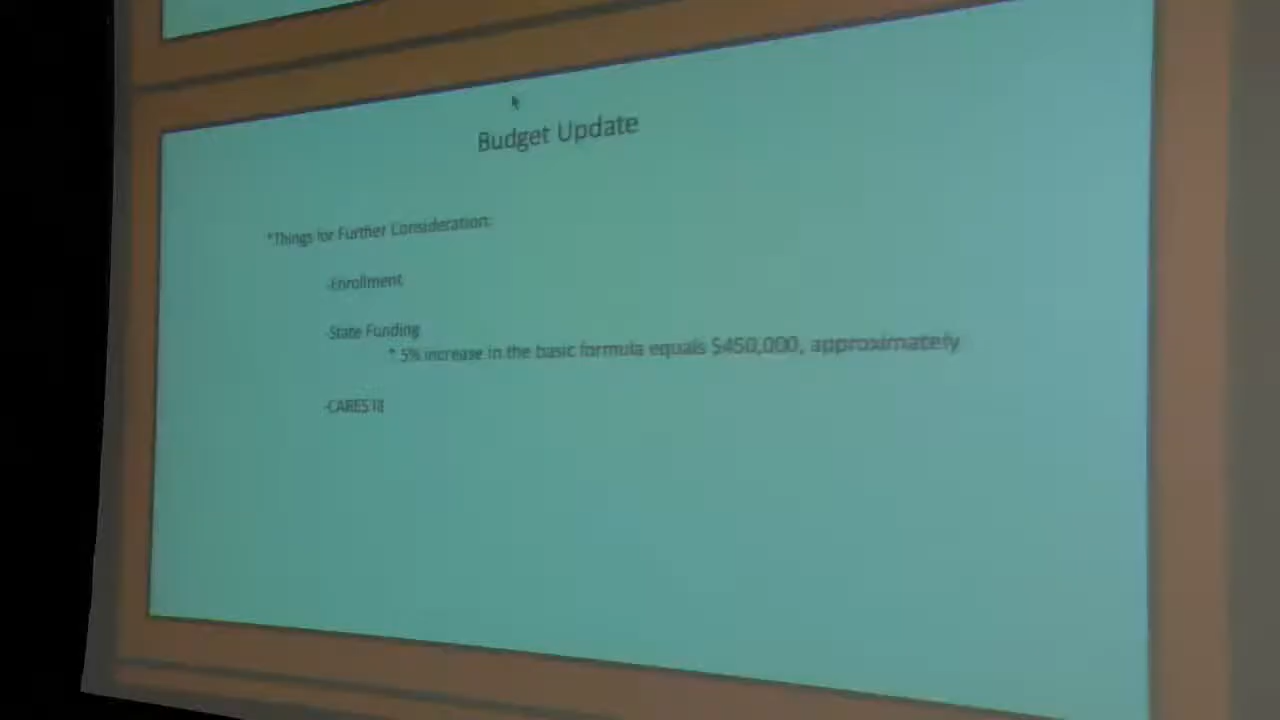 Budget Update
*Things for Further Consideration:
-Enrollment
-State Funding
* 5% increase in the basic formula equals $450,000, approximately
-CARES III